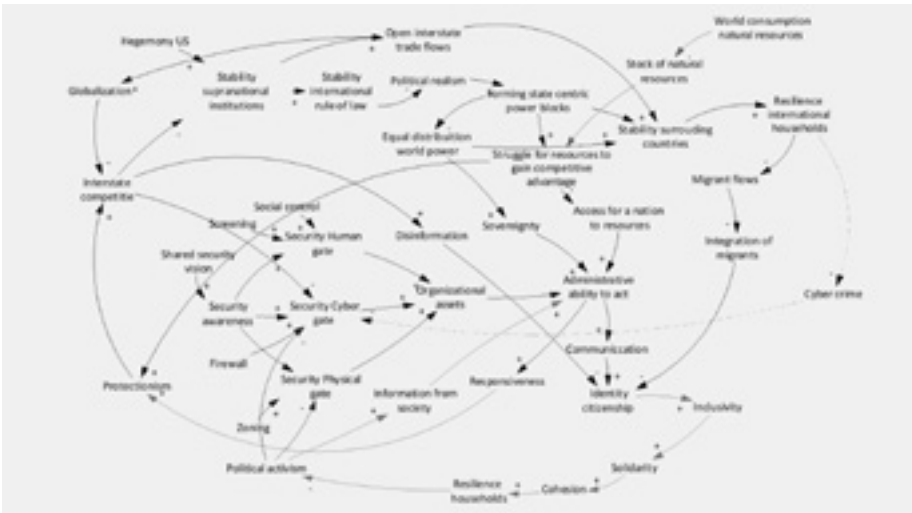 World consumption
natural resources
Open interstate
trade flows
Hegemony US
Stock of natural
resources
Stability
supranational
institutions
Stability
international
rule of law
Political realism
Globalization
Forming state centric
power blocks
Resilience
international
households
Equal distribution
world power
Stability surrouding
countries
Struggle for resources to
gain competitive
advantage
Interstate
competitie
Migrant flows
Social control
Screening
Security Human
gate
Disinformation
Sovereignty
Access for a nation
to resources
Integration of
migrants
Shared security
vision
Organizational
assets
Administrative
ability to act
Cyber crime
Security
awareness
Security Cyber
gate
Communication
Firewall
Protectionism
Security Physical
gate
Information from
society
Responsiveness
Identity
citizenship
Inclusivity
Zoning
Political activism
Solidarity
Resilience
households
Cohesion